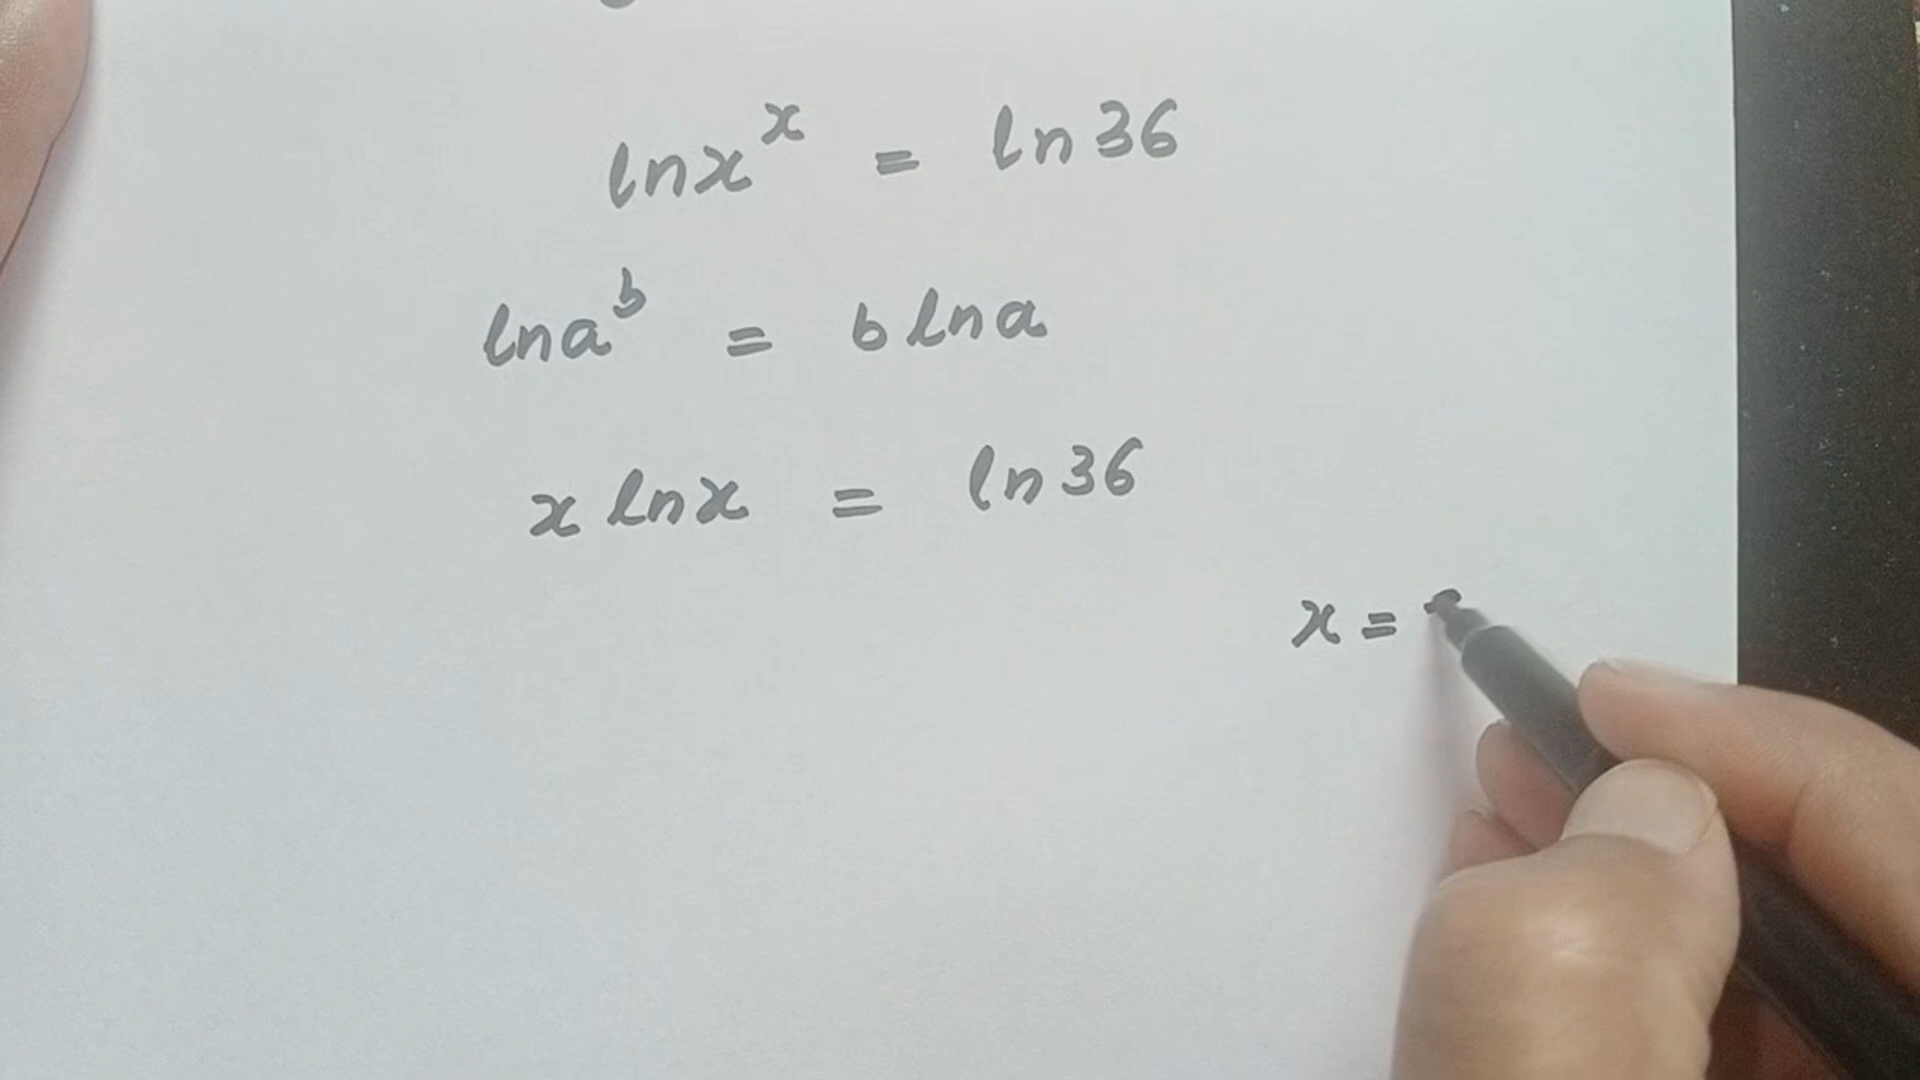 ln x^x = ln 36
ln a^b = b ln a
x ln x = ln 36
x =